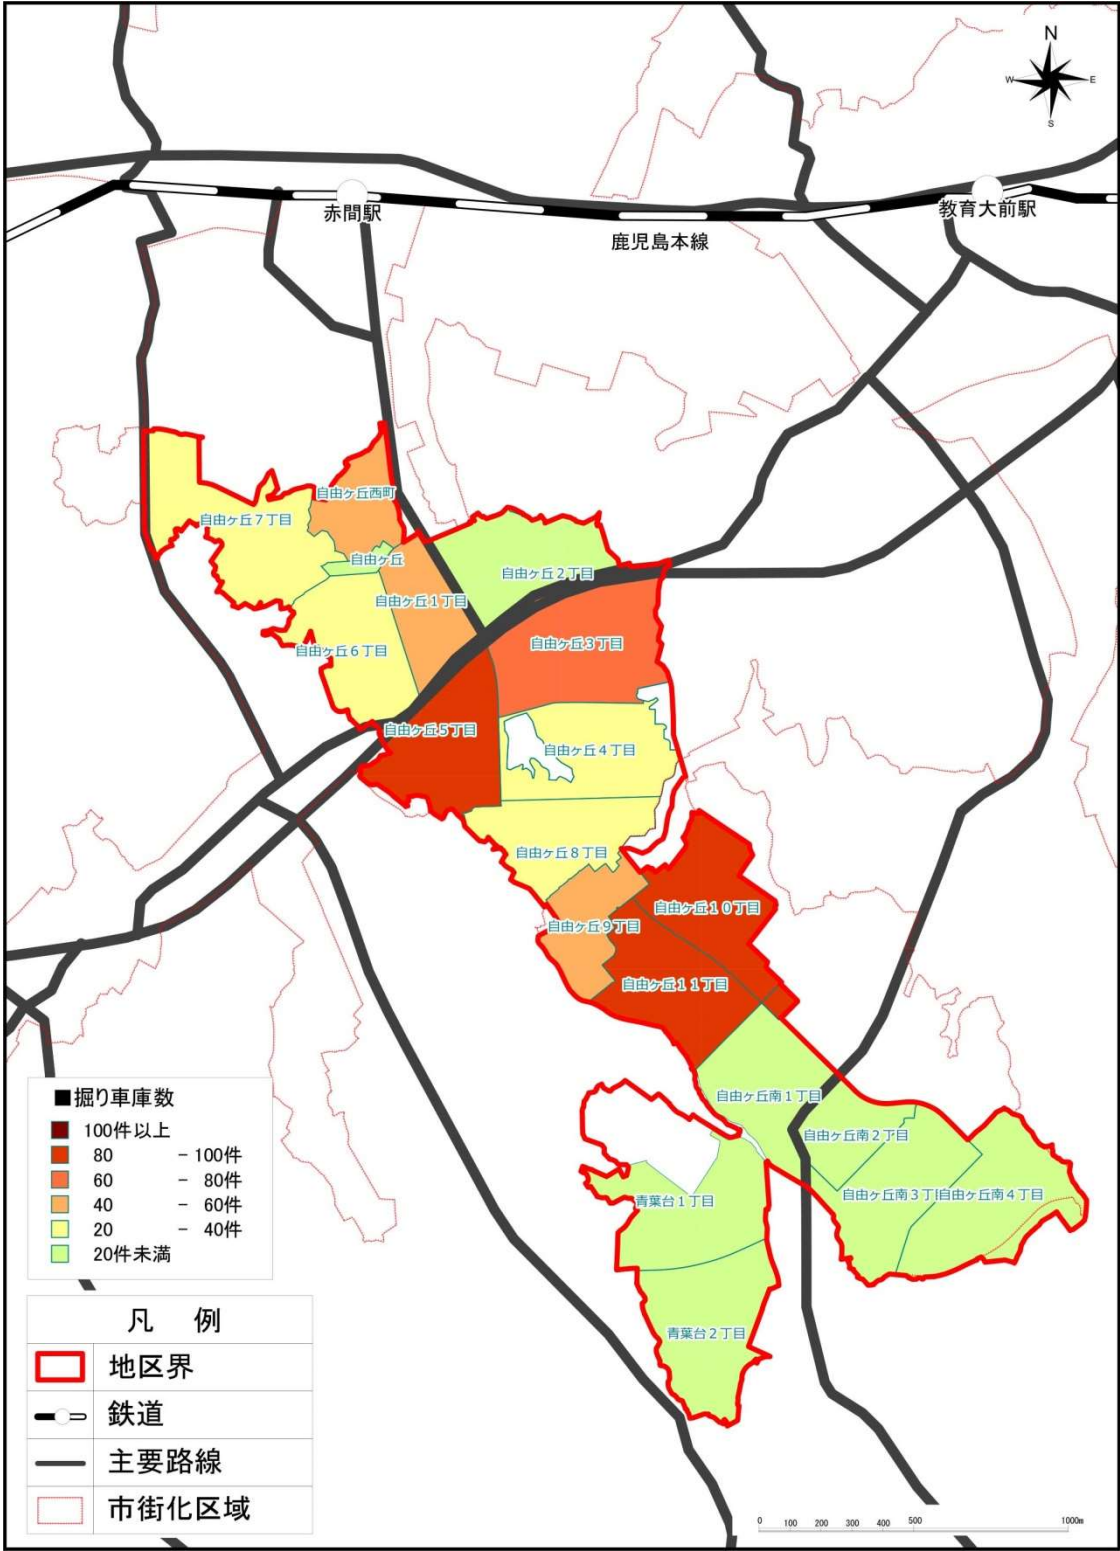 N
W
E
S
赤間駅
教育大前駅
鹿児島本線
自由ヶ丘西町
自由ヶ丘7丁目
自由ヶ丘
自由ヶ丘2丁目
自由ヶ丘1丁目
自由ヶ丘3丁目
自由ヶ丘6丁目
自由ヶ丘5丁目
自由ヶ丘4丁目
自由ヶ丘8丁目
自由ヶ丘10丁目
自由ヶ丘9丁目
自由ヶ丘11丁目
自由ヶ丘南1丁目
自由ヶ丘南2丁目
自由ヶ丘南3丁目
自由ヶ丘南4丁目
青葉台1丁目
青葉台2丁目
■掘り車庫数
100件以上
80 - 100件
60 - 80件
40 - 60件
20 - 40件
20件未満
凡 例
地区界
鉄道
主要路線
市街化区域
0 100 200 300 400 500 1000m